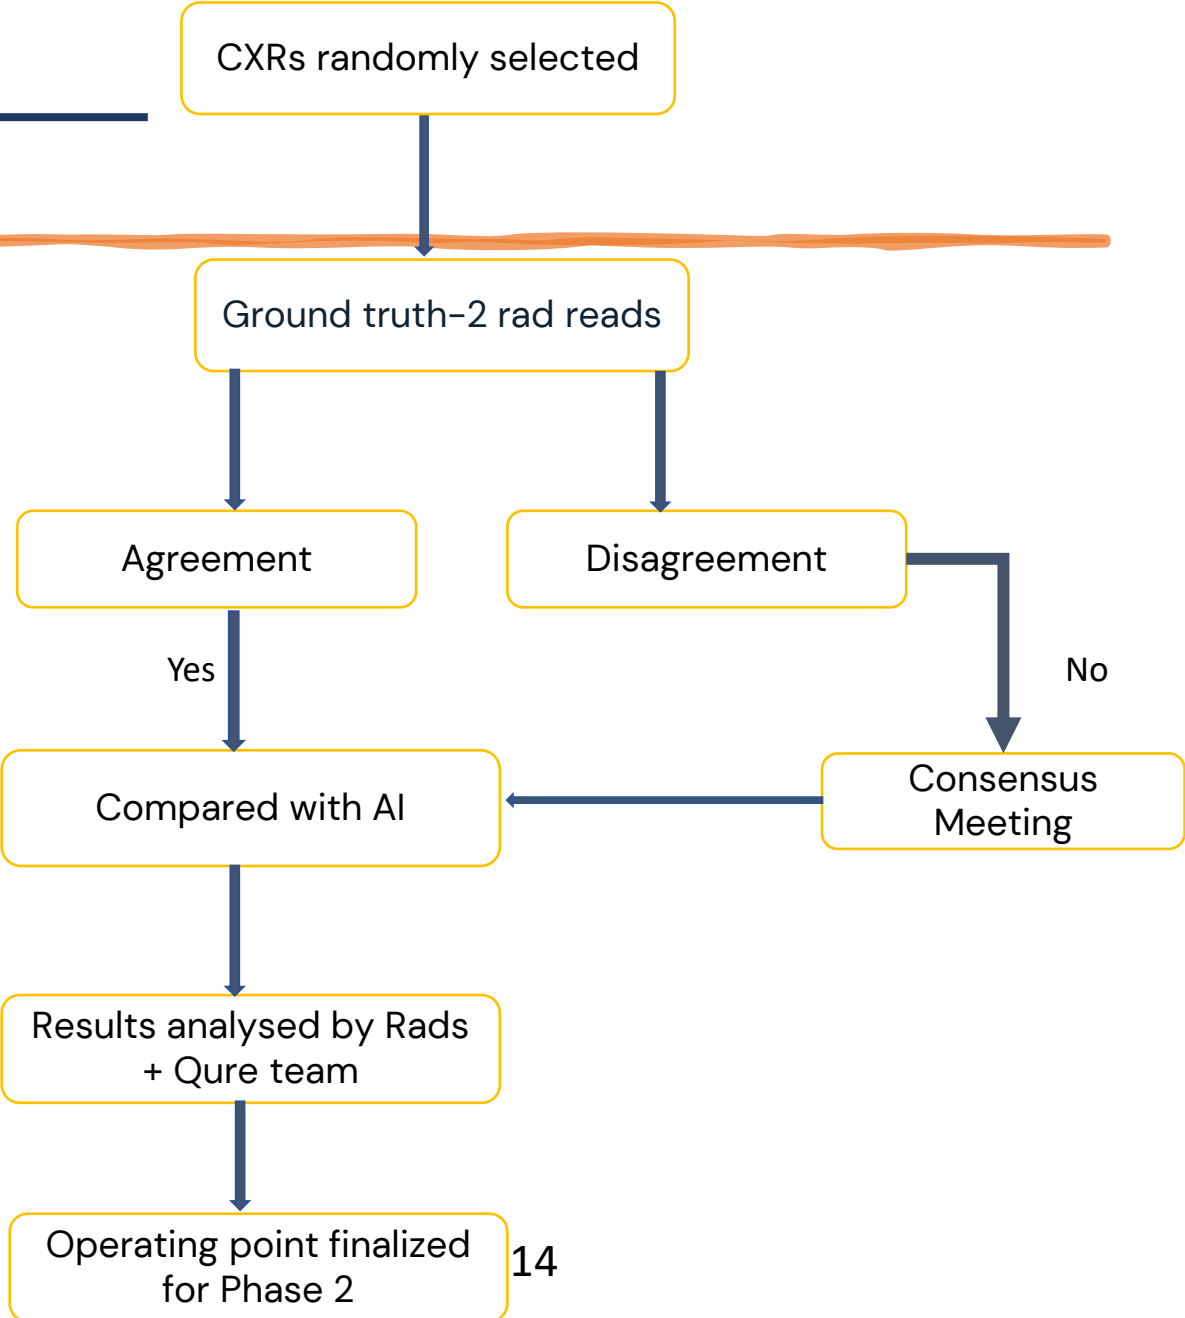 CXRs randomly selected
Ground truth-2 rad reads
Agreement
Disagreement
Yes
No
Compared with AI
Consensus
Meeting
Results analysed by Rads
+ Qure team
Operating point finalized
for Phase 2
14